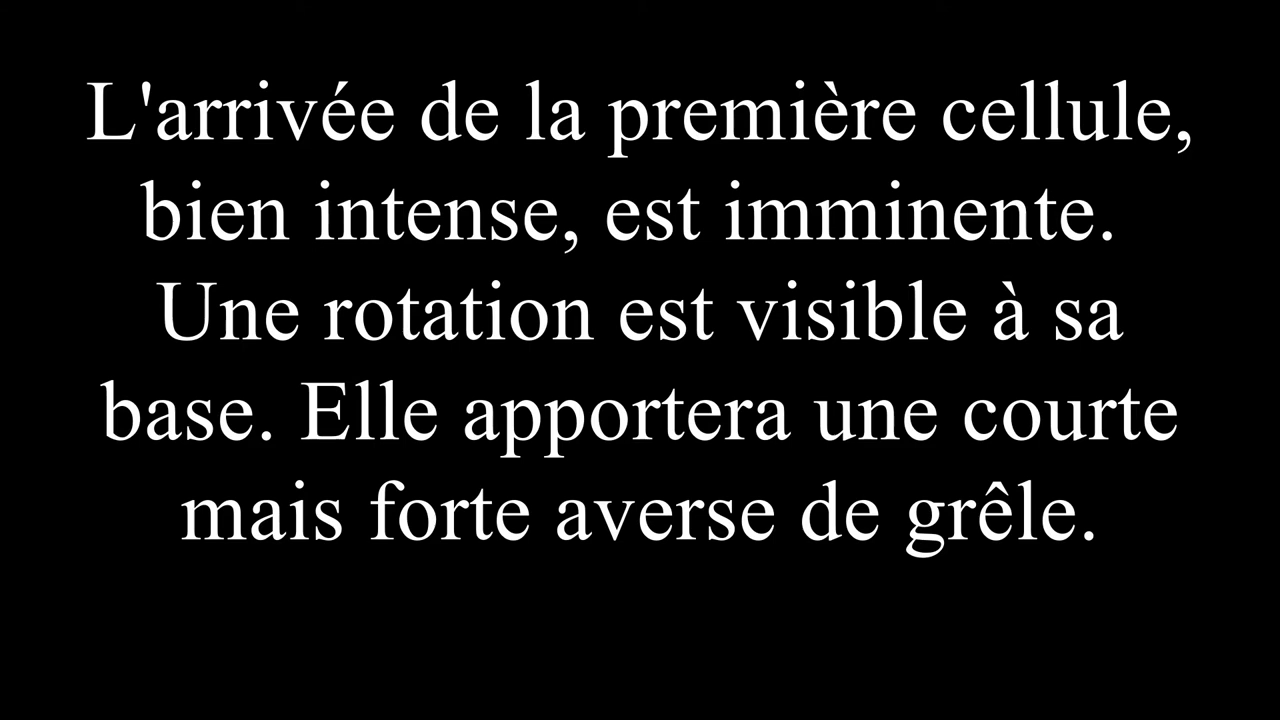 L'arrivée de la première cellule,
bien intense, est imminente.
Une rotation est visible à sa
base. Elle apportera une courte
mais forte averse de grêle.